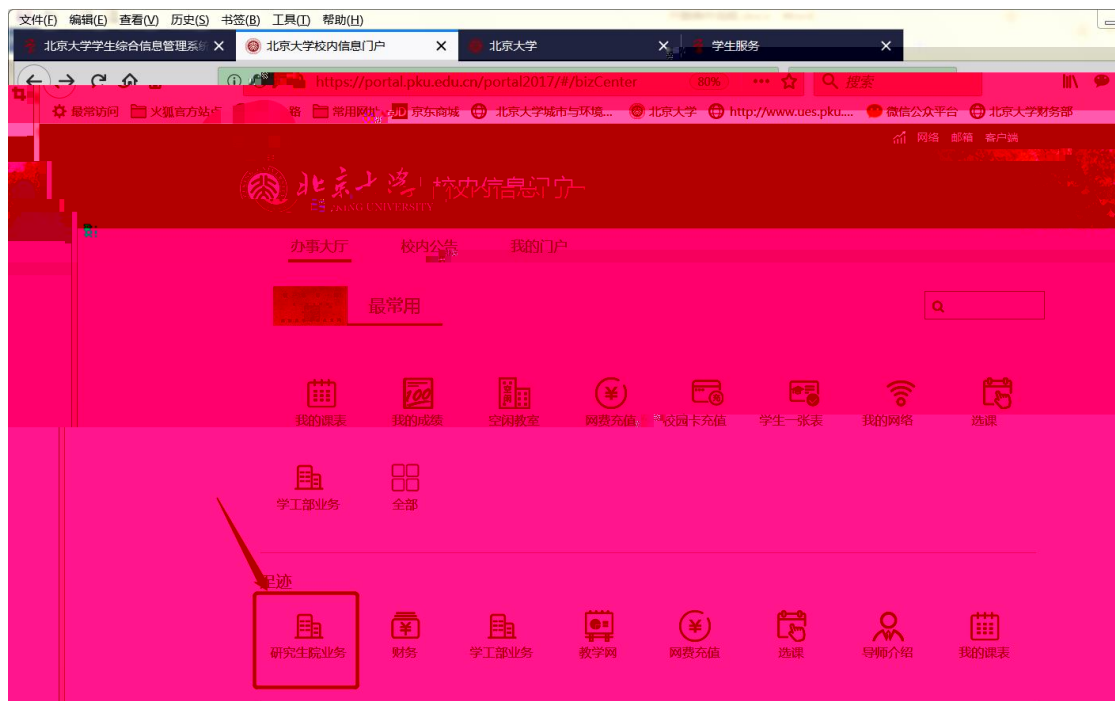 文件(F) 编辑(E) 查看(V) 历史(S) 书签(B) 工具(T) 帮助(H)
北京大学学生综合信息管理系统 北京大学校内信息门户 北京大学 学生服务
https://portal.pku.edu.cn/portal2017/#/bizCenter 80% 搜索
最常访问 火狐官方站点 常用网址 京东商城 北京大学城市与环境... 北京大学 http://www.ues.pku.... 微信公众平台 北京大学财务部
网络 邮箱 客户端
北京大学 校内信息门户
办事大厅 校内公告 我的门户
最常用
我的课表 我的成绩 空闲教室 网费充值 校园卡充值 学生一张表 我的网络 选课
学工部业务 全部
足迹
研究生院业务 财务 学工部业务 教学网 网费充值 选课 导师介绍 我的课表